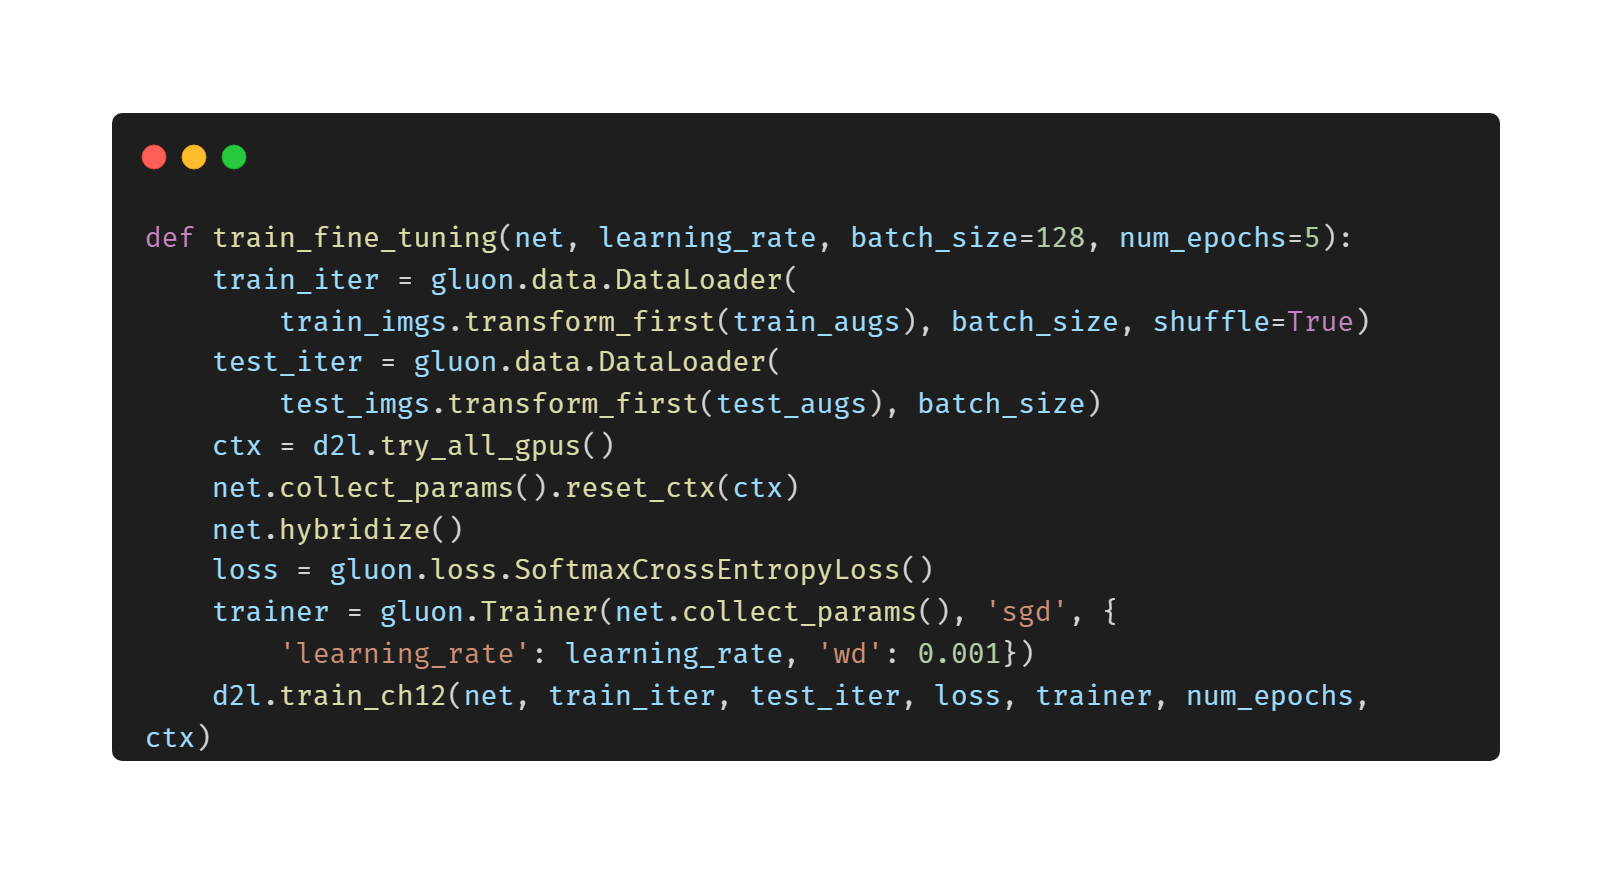 def train_fine_tuning(net, learning_rate, batch_size=128, num_epochs=5):
    train_iter = gluon.data.DataLoader(
        train_imgs.transform_first(train_augs), batch_size, shuffle=True)
    test_iter = gluon.data.DataLoader(
        test_imgs.transform_first(test_augs), batch_size)
    ctx = d2l.try_all_gpus()
    net.collect_params().reset_ctx(ctx)
    net.hybridize()
    loss = gluon.loss.SoftmaxCrossEntropyLoss()
    trainer = gluon.Trainer(net.collect_params(), 'sgd', {
        'learning_rate': learning_rate, 'wd': 0.001})
    d2l.train_ch12(net, train_iter, test_iter, loss, trainer, num_epochs,
ctx)